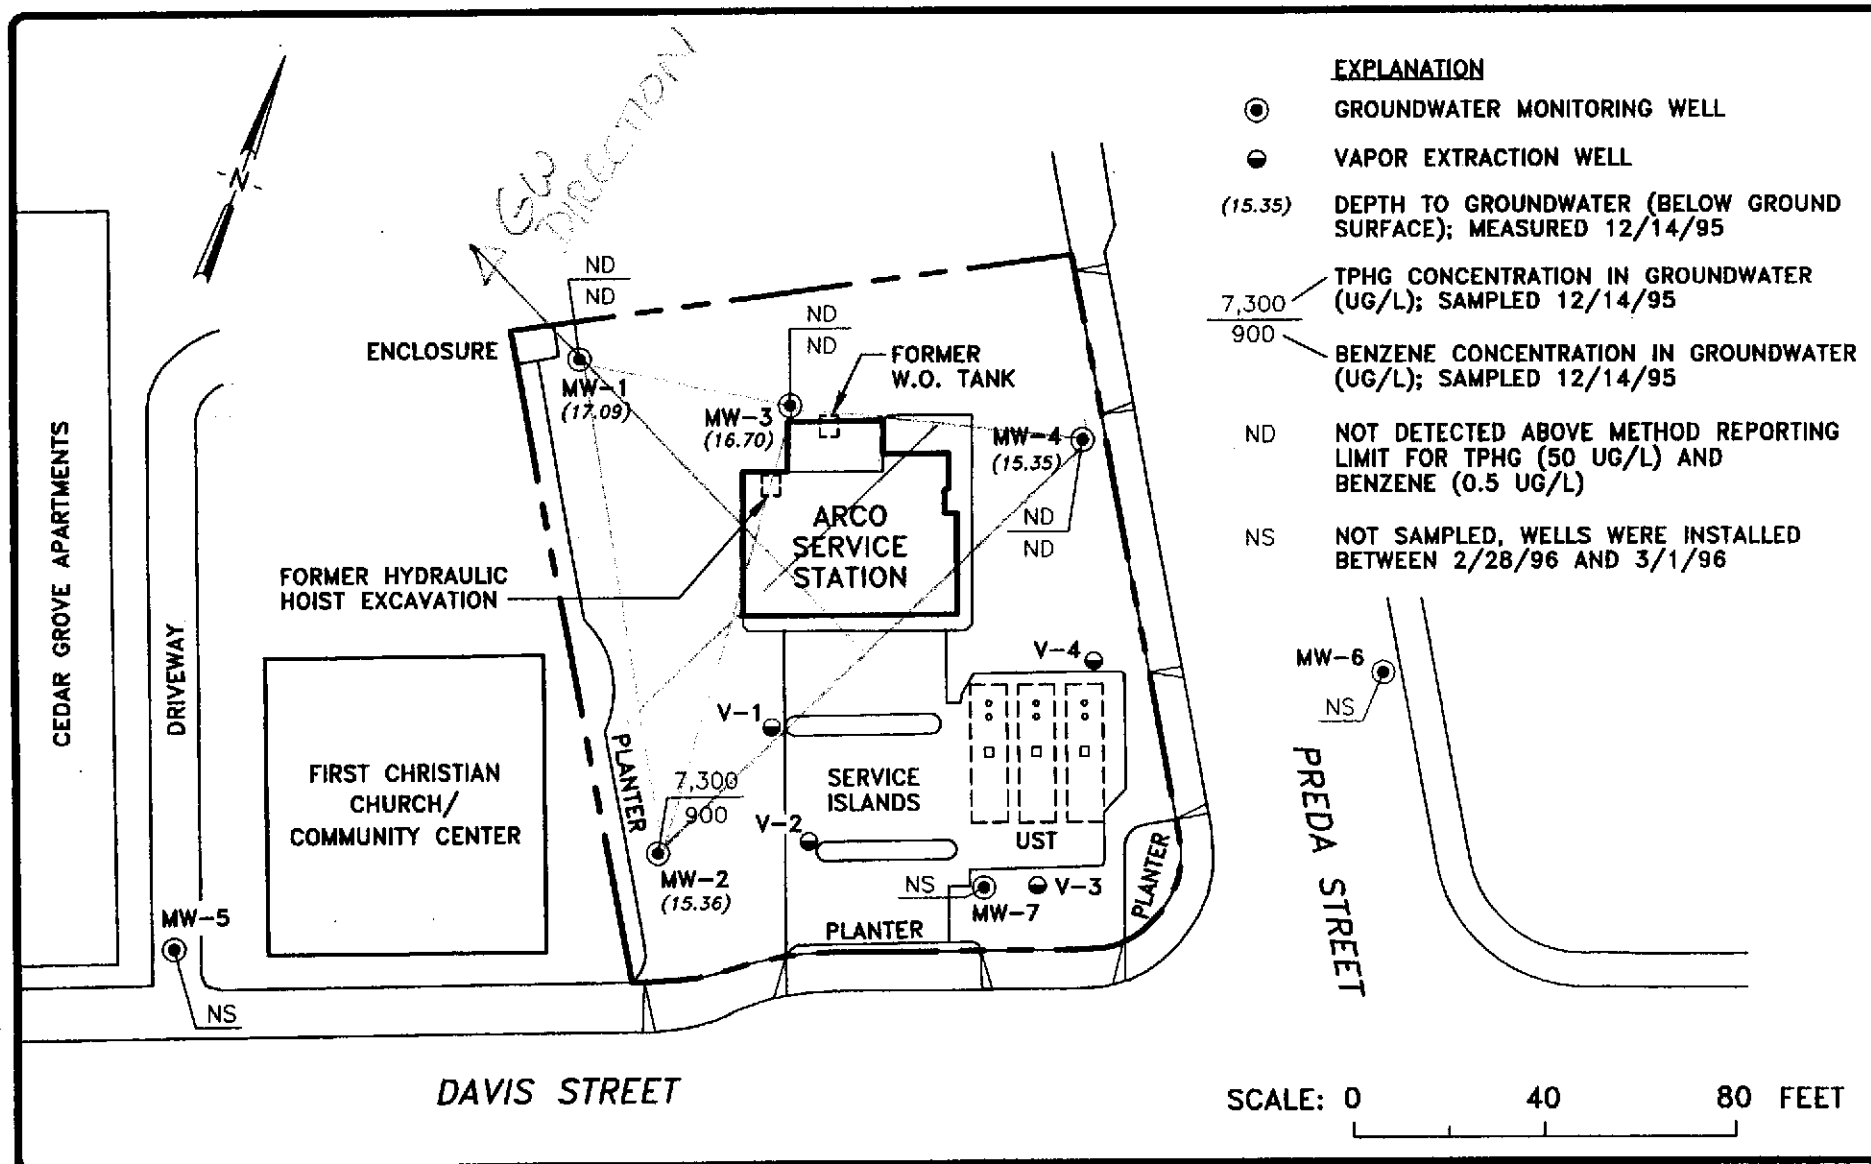 EXPLANATION
GROUNDWATER MONITORING WELL
VAPOR EXTRACTION WELL
(15.35) DEPTH TO GROUNDWATER (BELOW GROUND
SURFACE); MEASURED 12/14/95
TPHG CONCENTRATION IN GROUNDWATER
(UG/L); SAMPLED 12/14/95
7,300
900
BENZENE CONCENTRATION IN GROUNDWATER
(UG/L); SAMPLED 12/14/95
ND NOT DETECTED ABOVE METHOD REPORTING
LIMIT FOR TPHG (50 UG/L) AND
BENZENE (0.5 UG/L)
NS NOT SAMPLED, WELLS WERE INSTALLED
BETWEEN 2/28/96 AND 3/1/96
N
GW
DIRECTION
ND
ND
ENCLOSURE
MW-1
(17.09)
ND
ND
MW-3
(16.70)
FORMER
W.O. TANK
MW-4
(15.35)
ND
ND
ARCO
SERVICE
STATION
FORMER HYDRAULIC
HOIST EXCAVATION
CEDAR GROVE APARTMENTS
DRIVEWAY
FIRST CHRISTIAN
CHURCH/
COMMUNITY CENTER
PLANTER
V-1
V-4
MW-6
NS
7,300
900
V-2
SERVICE
ISLANDS
UST
MW-2
(15.36)
NS
MW-7
V-3
PLANTER
PLANTER
PREDA STREET
MW-5
NS
DAVIS STREET
SCALE: 0 40 80 FEET